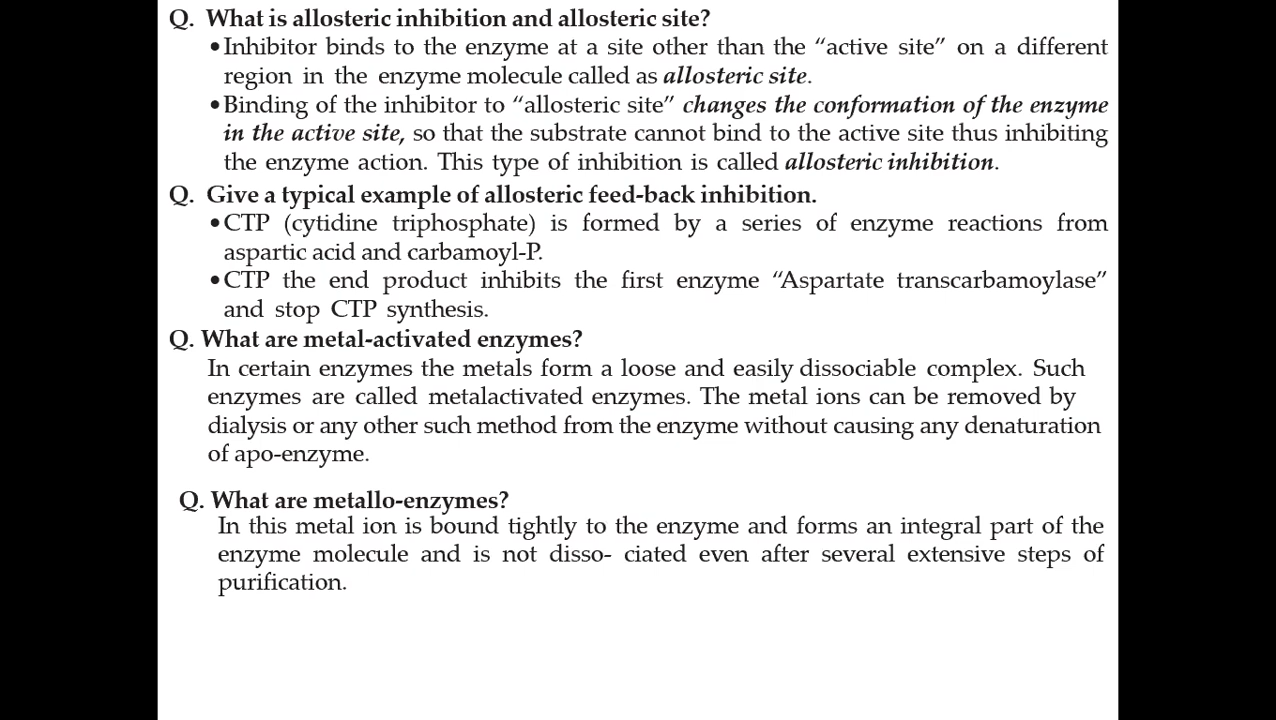 Q. What is allosteric inhibition and allosteric site?
•Inhibitor binds to the enzyme at a site other than the “active site” on a different
region in the enzyme molecule called as allosteric site.
•Binding of the inhibitor to “allosteric site” changes the conformation of the enzyme
in the active site, so that the substrate cannot bind to the active site thus inhibiting
the enzyme action. This type of inhibition is called allosteric inhibition.
Q. Give a typical example of allosteric feed-back inhibition.
•CTP (cytidine triphosphate) is formed by a series of enzyme reactions from
aspartic acid and carbamoyl-P.
•CTP the end product inhibits the first enzyme “Aspartate transcarbamoylase”
and stop CTP synthesis.
Q. What are metal-activated enzymes?
In certain enzymes the metals form a loose and easily dissociable complex. Such
enzymes are called metalactivated enzymes. The metal ions can be removed by
dialysis or any other such method from the enzyme without causing any denaturation
of apo-enzyme.
Q. What are metallo-enzymes?
In this metal ion is bound tightly to the enzyme and forms an integral part of the
enzyme molecule and is not disso- ciated even after several extensive steps of
purification.